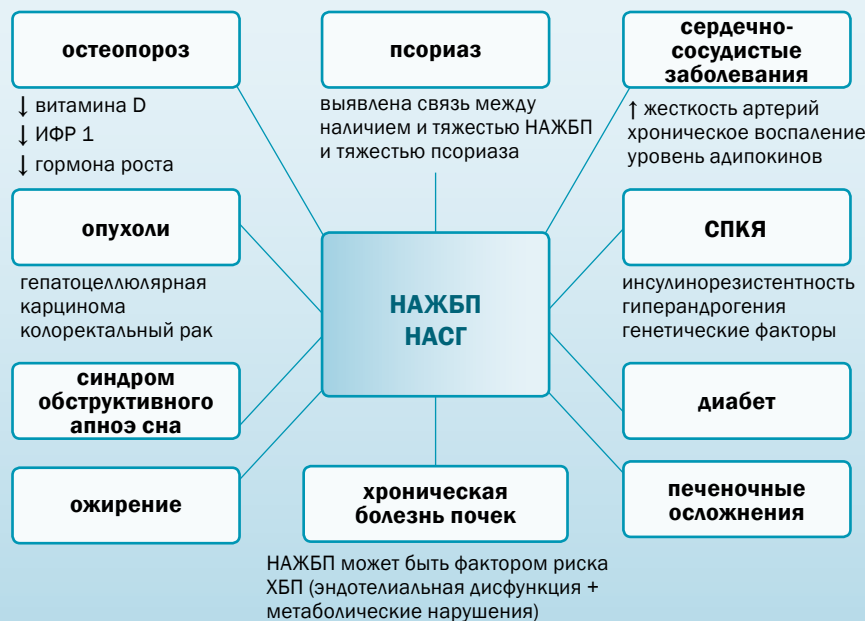 остеопороз
↓ витамина D
↓ ИФР 1
↓ гормона роста
псориаз
выявлена связь между
наличием и тяжестью НАЖБП
и тяжестью псориаза
сердечно-
сосудистые
заболевания
↑ жесткость артерий
хроническое воспаление
уровень адипокинов
опухоли
гепатоцеллюлярная
карцинома
колоректальный рак
НАЖБП
НАСГ
СПКЯ
инсулинорезистентность
гиперандрогения
генетические факторы
синдром
обструктивного
апноэ сна
диабет
ожирение
хроническая
болезнь почек
НАЖБП может быть фактором риска
ХБП (эндотелиальная дисфункция +
метаболические нарушения)
печеночные
осложнения